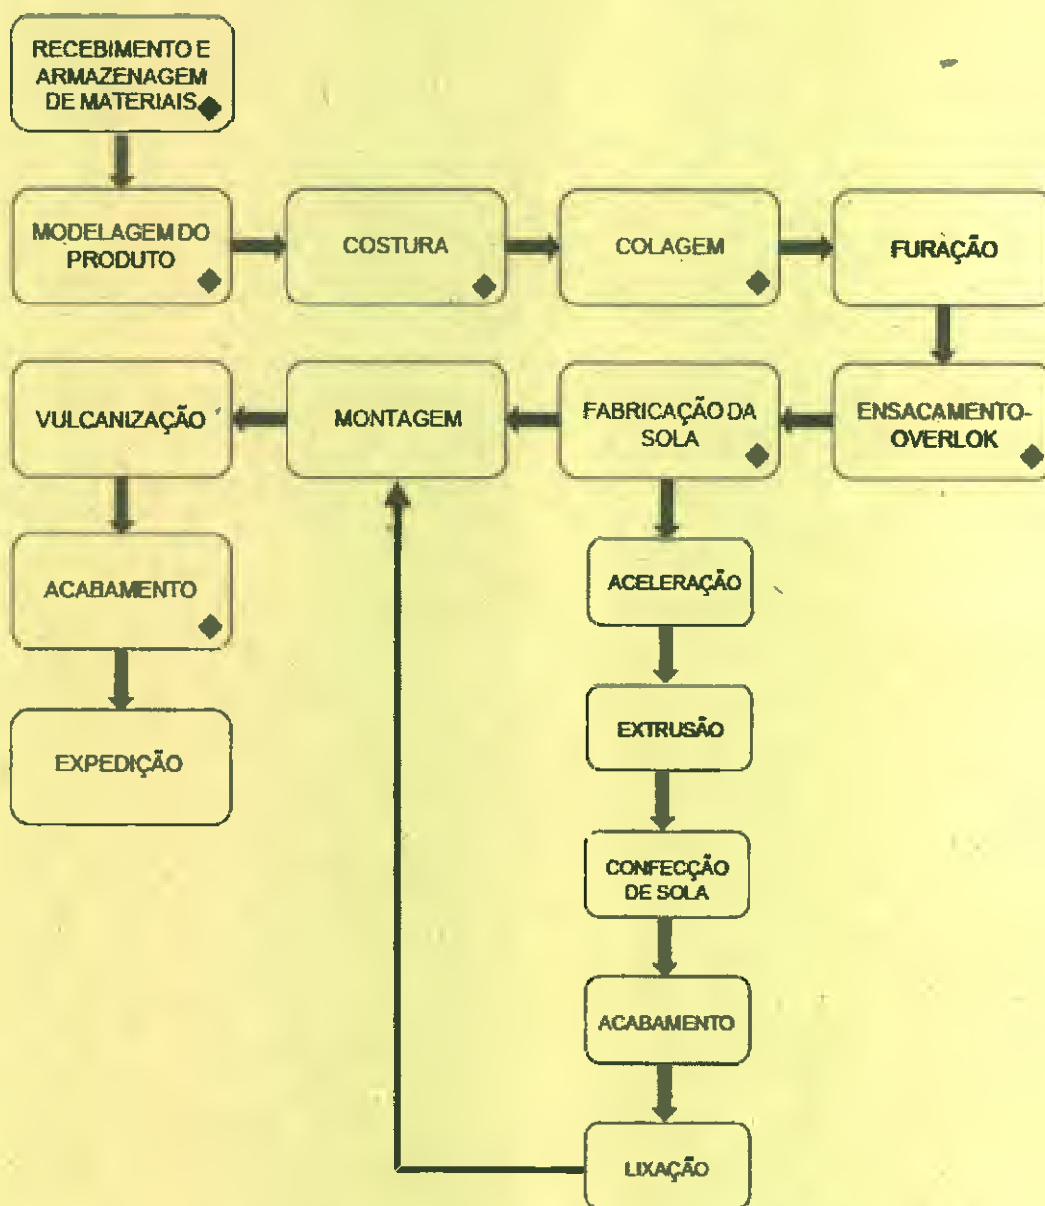 RECEBIMENTO E
ARMAZENAGEM
DE MATERIAIS
MODELAGEM DO
PRODUTO
COSTURA
COLAGEM
FURAÇÃO
VULCANIZAÇÃO
MONTAGEM
FABRICAÇÃO DA
SOLA
ENSACAMENTO-
OVERLOK
ACABAMENTO
ACELERAÇÃO
EXPEDIÇÃO
EXTRUSÃO
CONFECÇÃO
DE SOLA
ACABAMENTO
LIXAÇÃO